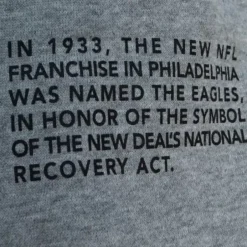 IN 1933, THE NEW NFL
FRANCHISE IN PHILADELPHIA
WAS NAMED THE EAGLES,
IN HONOR OF THE SYMBOL
OF THE NEW DEAL'S NATIONAL
RECOVERY ACT.